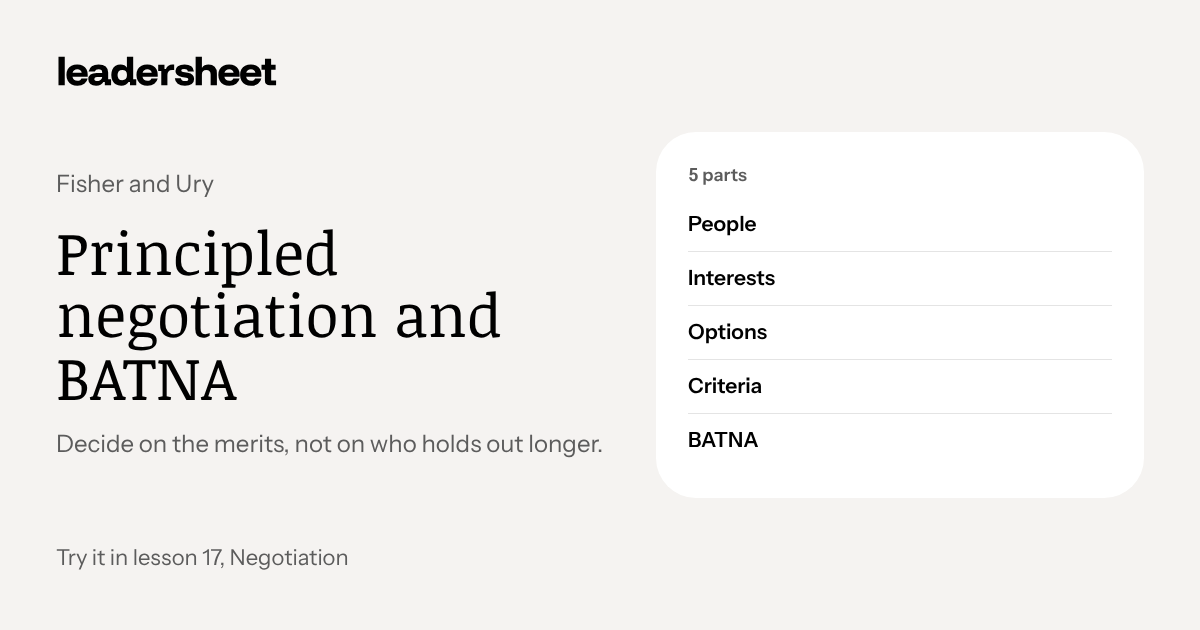 leadersheet
Fisher and Ury
Principled
negotiation and
BATNA
Decide on the merits, not on who holds out longer.
Try it in lesson 17, Negotiation
5 parts
People
Interests
Options
Criteria
BATNA